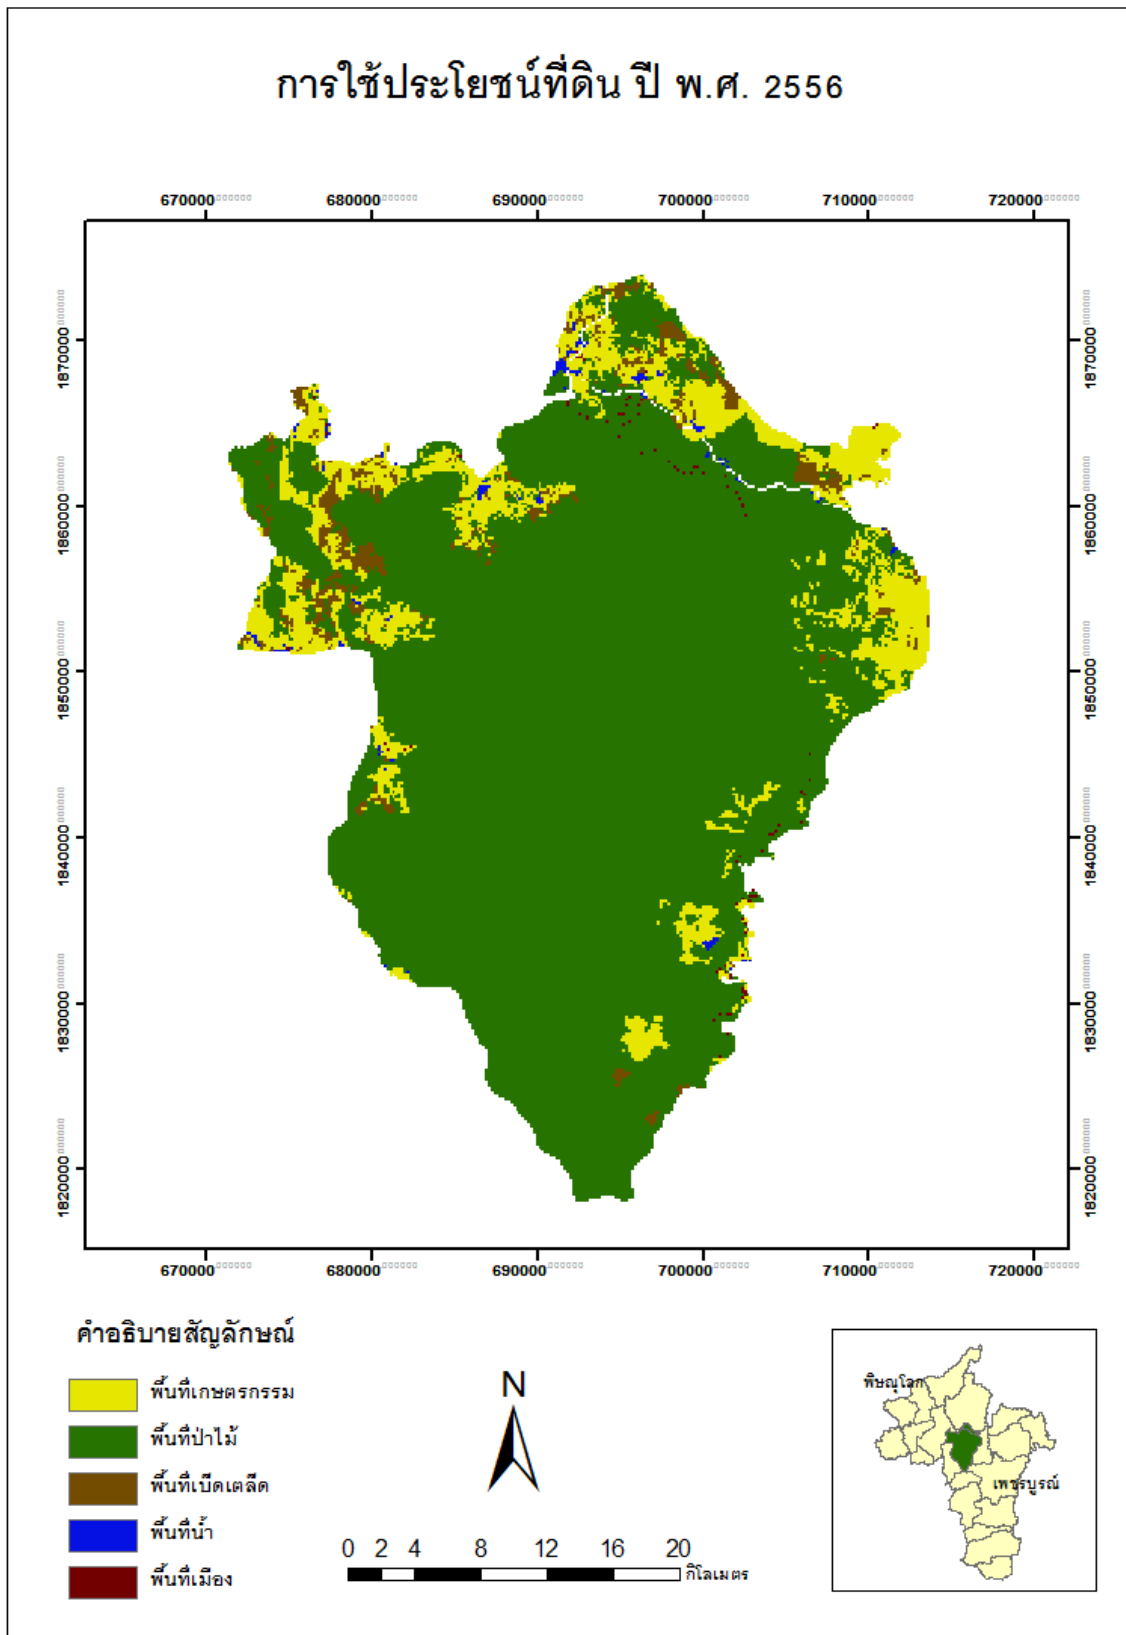 การใช้ประโยชน์ที่ดิน ปี พ.ศ. 2556
670000 680000 690000 700000 710000 720000
1870000 1870000
1860000 1860000
1850000 1850000
1840000 1840000
1830000 1830000
1820000 1820000
670000 680000 690000 700000 710000 720000
คำอธิบายสัญลักษณ์
พื้นที่เกษตรกรรม
พื้นที่ป่าไม้
พื้นที่เบ็ดเตล็ด
พื้นที่น้ำ
พื้นที่เมือง
N
0 2 4 8 12 16 20
กิโลเมตร
พิษณุโลก
เพชรบูรณ์